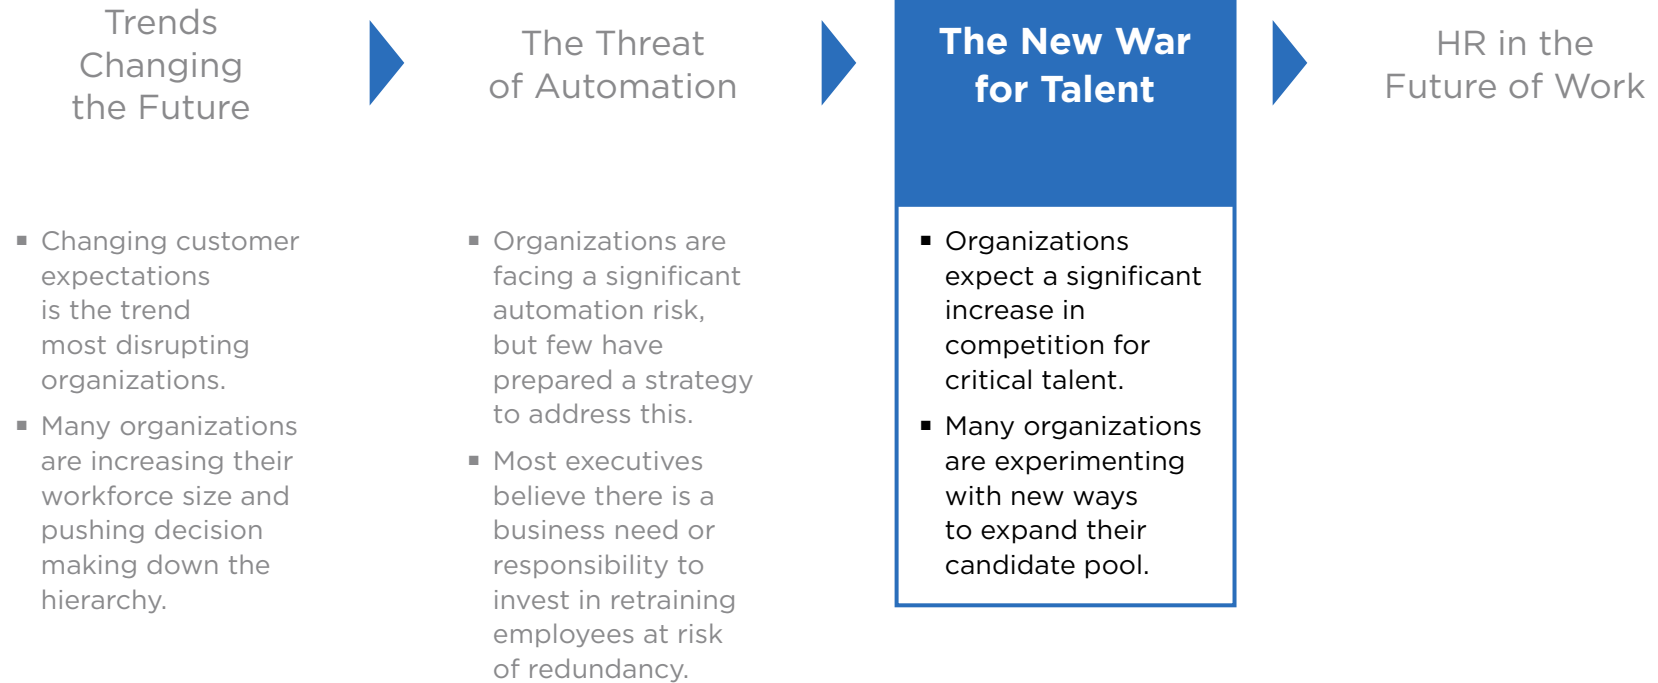 Trends
Changing
the Future
The Threat
of Automation
The New War
for Talent
HR in the
Future of Work
▪ Changing customer
expectations
is the trend
most disrupting
organizations.
▪ Many organizations
are increasing their
workforce size and
pushing decision
making down the
hierarchy.
▪ Organizations are
facing a significant
automation risk,
but few have
prepared a strategy
to address this.
▪ Most executives
believe there is a
business need or
responsibility to
invest in retraining
employees at risk
of redundancy.
▪ Organizations
expect a significant
increase in
competition for
critical talent.
▪ Many organizations
are experimenting
with new ways
to expand their
candidate pool.